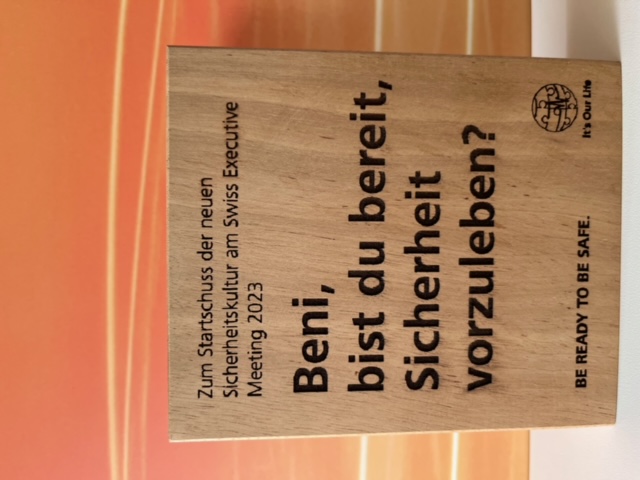 Zum Startschuss der neuen
Sicherheitskultur am Swiss Executive
Meeting 2023
Beni,
bist du bereit,
Sicherheit
vorzuleben?
BE READY TO BE SAFE.
It's Our Life